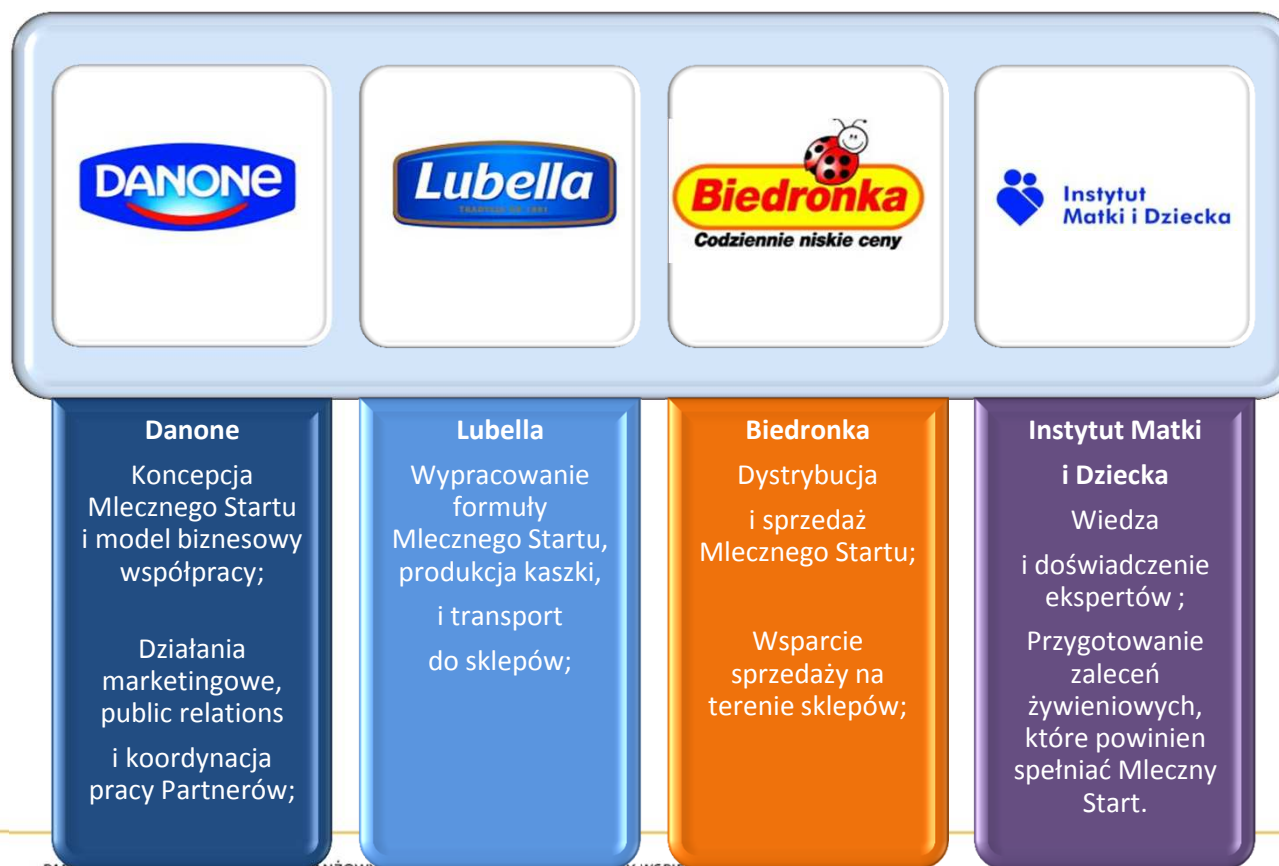 DANONE
Lubella
TRADYCJA OD 1881
Biedronka
Codziennie niskie ceny
Instytut
Matki i Dziecka
Danone
Koncepcja
Mlecznego Startu
i model biznesowy
współpracy;
Działania
marketingowe,
public relations
i koordynacja
pracy Partnerów;
Lubella
Wypracowanie
formuły
Mlecznego Startu,
produkcja kaszki,
i transport
do sklepów;
Biedronka
Dystrybucja
i sprzedaż
Mlecznego Startu;
Wsparcie
sprzedaży na
terenie sklepów;
Instytut Matki
i Dziecka
Wiedza
i doświadczenie
ekspertów ;
Przygotowanie
zaleceń
żywieniowych,
które powinien
spełniać Mleczny
Start.